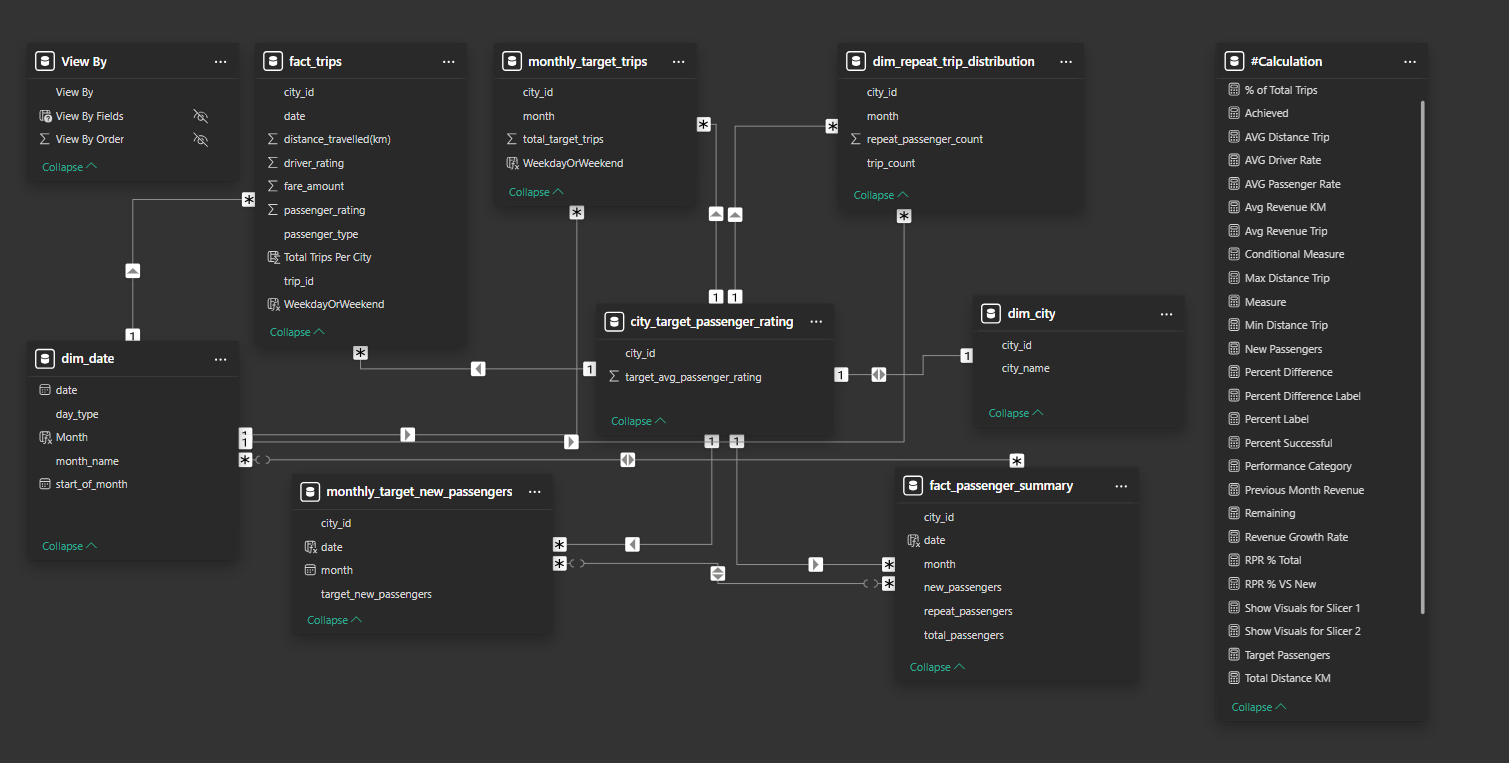 View By
View By
View By Fields
View By Order
Collapse
fact_trips
city_id
date
distance_travelled(km)
driver_rating
fare_amount
passenger_rating
passenger_type
Total Trips Per City
trip_id
WeekdayOrWeekend
Collapse
monthly_target_trips
city_id
month
total_target_trips
WeekdayOrWeekend
Collapse
dim_repeat_trip_distribution
city_id
month
repeat_passenger_count
trip_count
Collapse
#Calculation
% of Total Trips
Achieved
AVG Distance Trip
AVG Driver Rate
AVG Passenger Rate
Avg Revenue KM
Avg Revenue Trip
Conditional Measure
Max Distance Trip
Measure
Min Distance Trip
New Passengers
Percent Difference
Percent Difference Label
Percent Label
Percent Successful
Performance Category
Previous Month Revenue
Remaining
Revenue Growth Rate
RPR % Total
RPR % VS New
Show Visuals for Slicer 1
Show Visuals for Slicer 2
Target Passengers
Total Distance KM
Collapse
city_target_passenger_rating
city_id
target_avg_passenger_rating
Collapse
dim_city
city_id
city_name
Collapse
dim_date
date
day_type
Month
month_name
start_of_month
Collapse
monthly_target_new_passengers
city_id
date
month
target_new_passengers
Collapse
fact_passenger_summary
city_id
date
month
new_passengers
repeat_passengers
total_passengers
Collapse
*
1
*
1
*
1
*
1
*
*
*
1
1
1
1
1
1
*
*
*
*
*
*